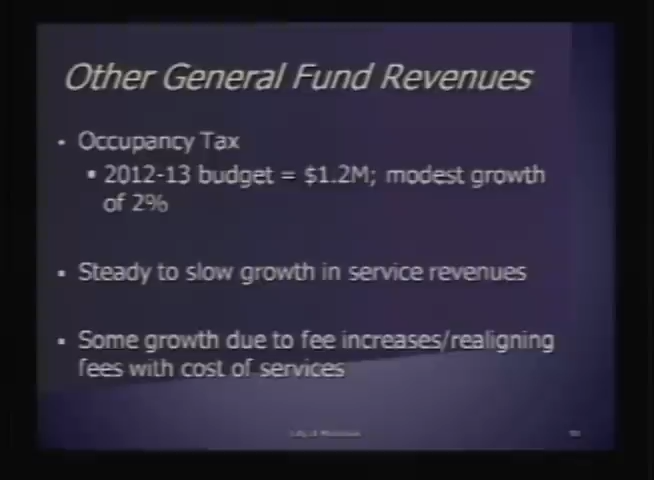 Other General Fund Revenues
• Occupancy Tax
▪ 2012-13 budget = $1.2M; modest growth
of 2%
▪ Steady to slow growth in service revenues
▪ Some growth due to fee increases/realigning
fees with cost of services